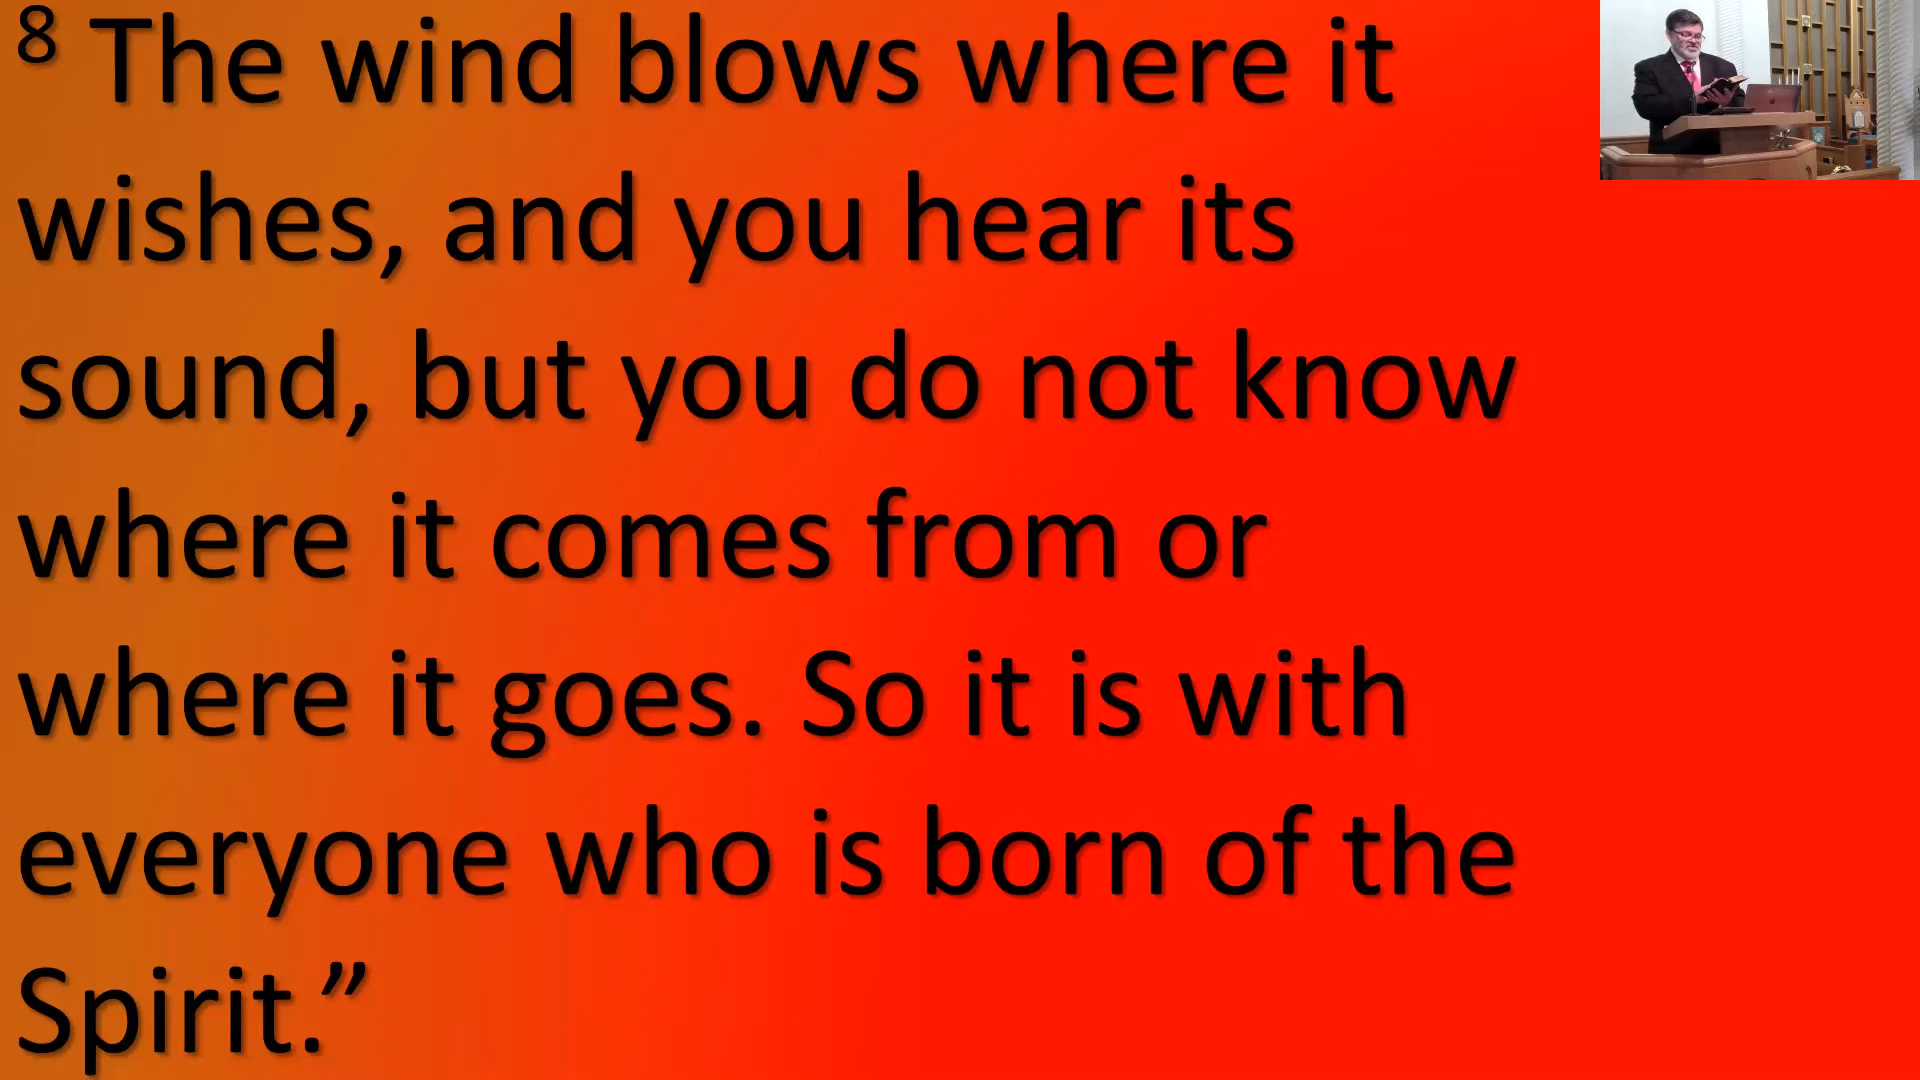 8 The wind blows where it
wishes, and you hear its
sound, but you do not know
where it comes from or
where it goes. So it is with
everyone who is born of the
Spirit.”